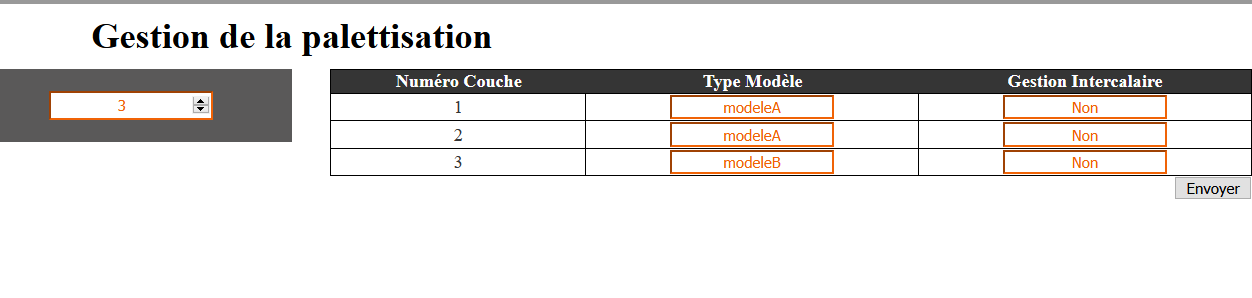 Gestion de la palettisation
3
Numéro Couche Type Modèle Gestion Intercalaire
1 modeleA Non
2 modeleA Non
3 modeleB Non
Envoyer